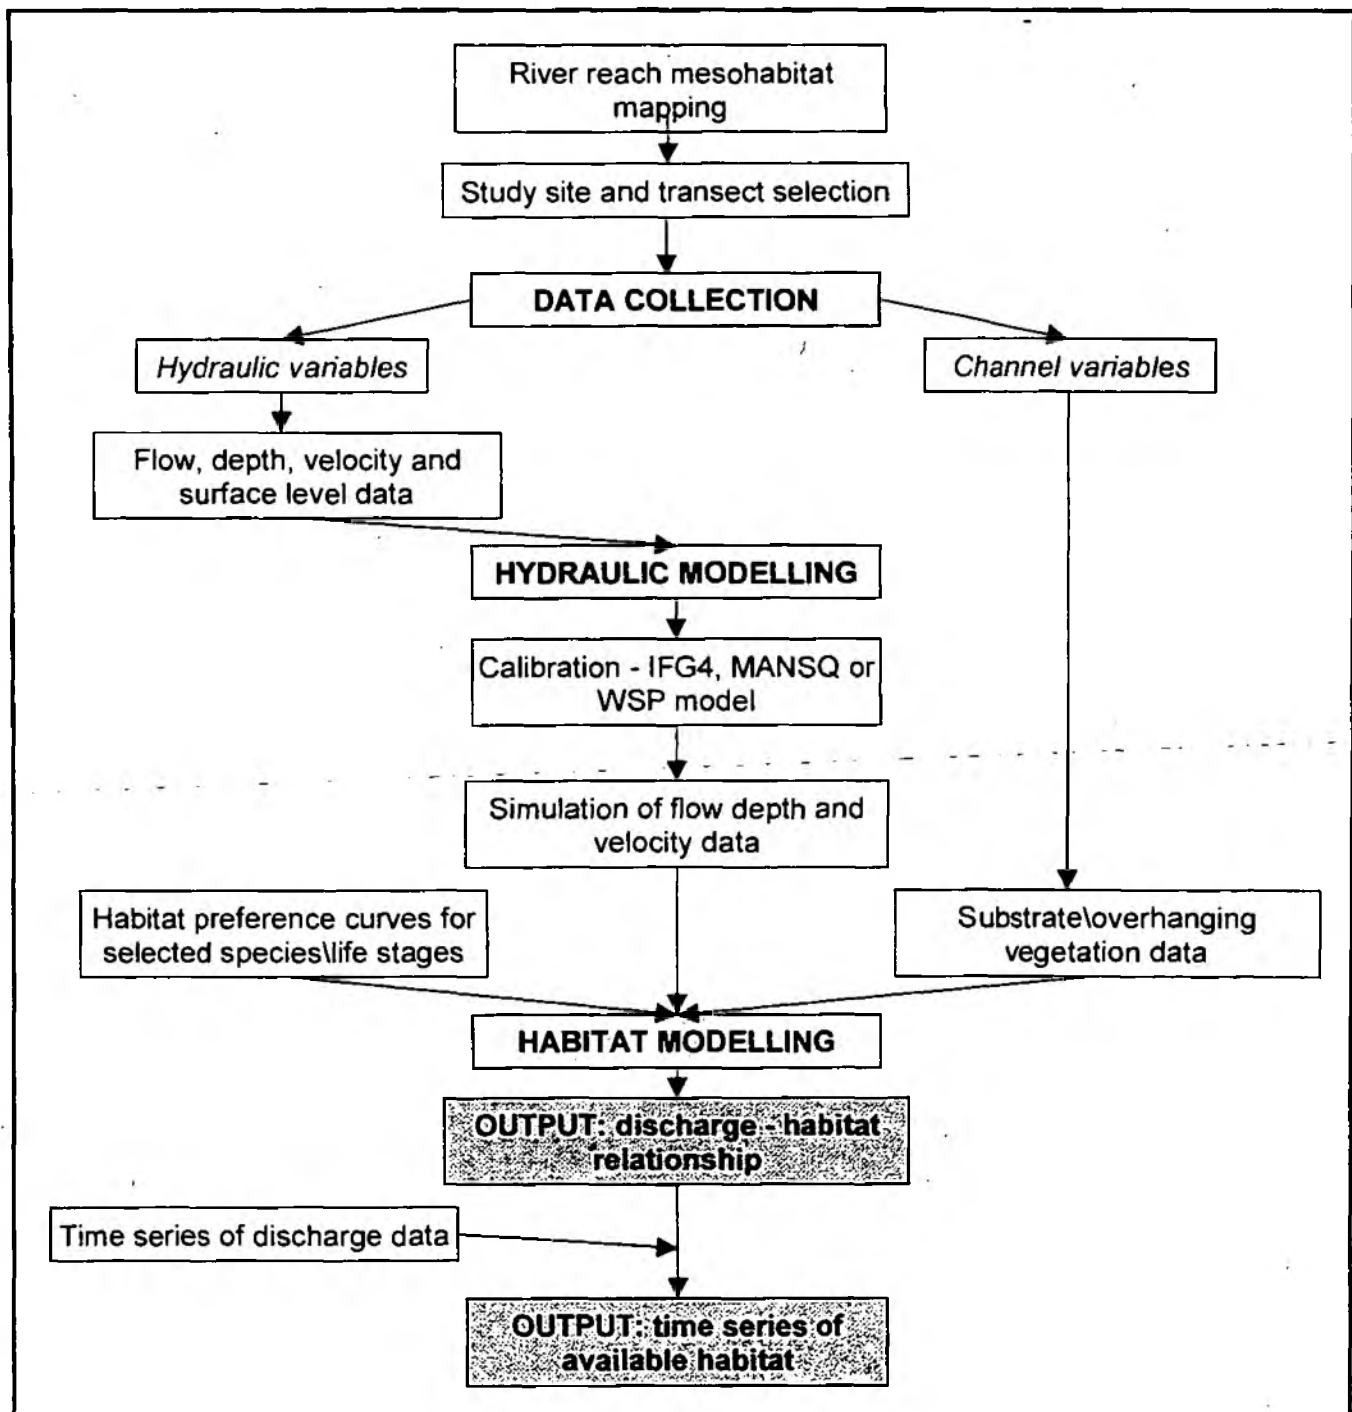 River reach mesohabitat
mapping
Study site and transect selection
DATA COLLECTION
Hydraulic variables
Channel variables
Flow, depth, velocity and
surface level data
HYDRAULIC MODELLING
Calibration - IFG4, MANSQ or
WSP model
Simulation of flow depth and
velocity data
Habitat preference curves for
selected species\life stages
Substrate\overhanging
vegetation data
HABITAT MODELLING
OUTPUT: discharge - habitat
relationship
Time series of discharge data
OUTPUT: time series of
available habitat